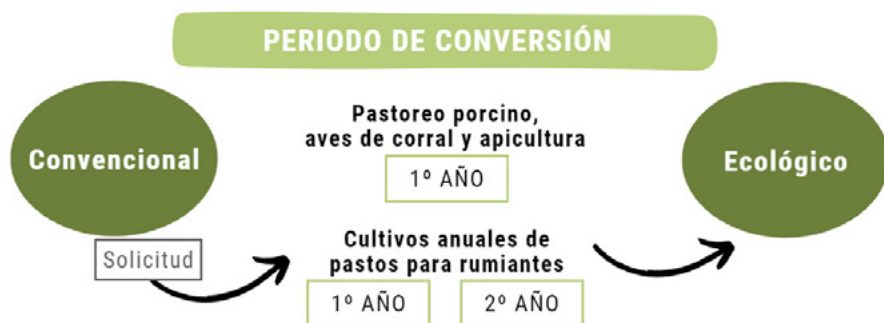 PERIODO DE CONVERSIÓN
Convencional
Solicitud
Pastoreo porcino,
aves de corral y apicultura
1º AÑO
Cultivos anuales de
pastos para rumiantes
1º AÑO
2º AÑO
Ecológico